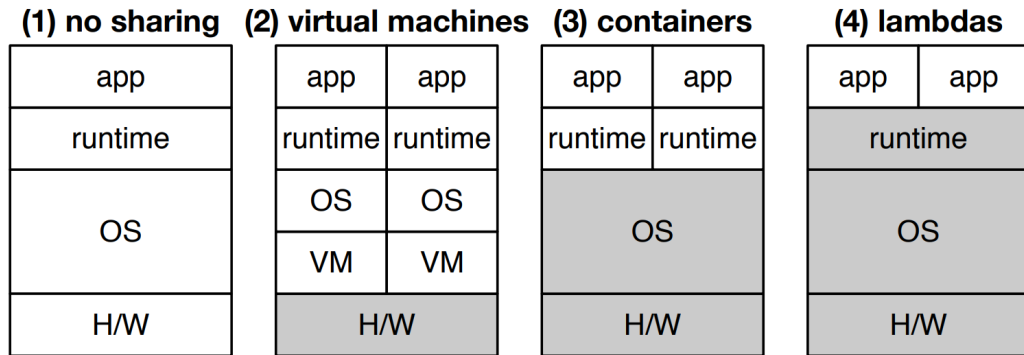 (1) no sharing
app
runtime
OS
H/W
(2) virtual machines
app app
runtime runtime
OS OS
VM VM
H/W
(3) containers
app app
runtime runtime
OS
H/W
(4) lambdas
app app
runtime
OS
H/W